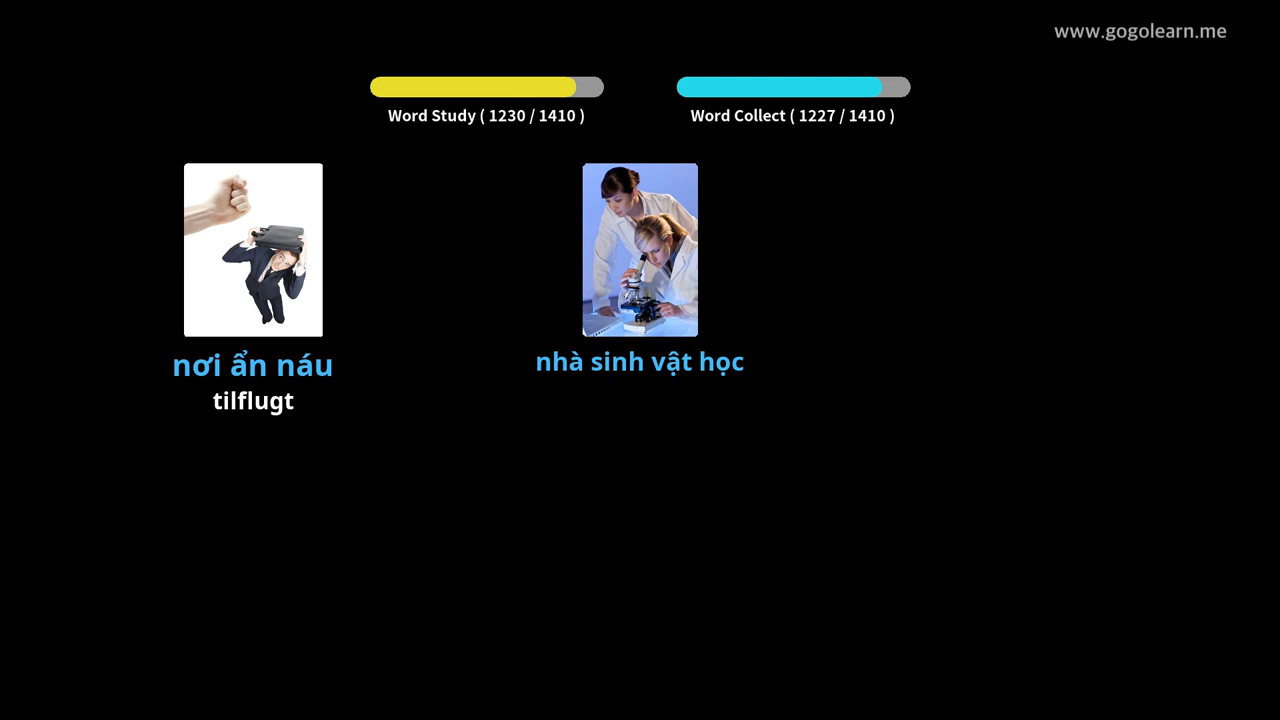 www.gogolearn.me
Word Study ( 1230 / 1410 )
Word Collect ( 1227 / 1410 )
nơi ẩn náu
tilflugt
nhà sinh vật học